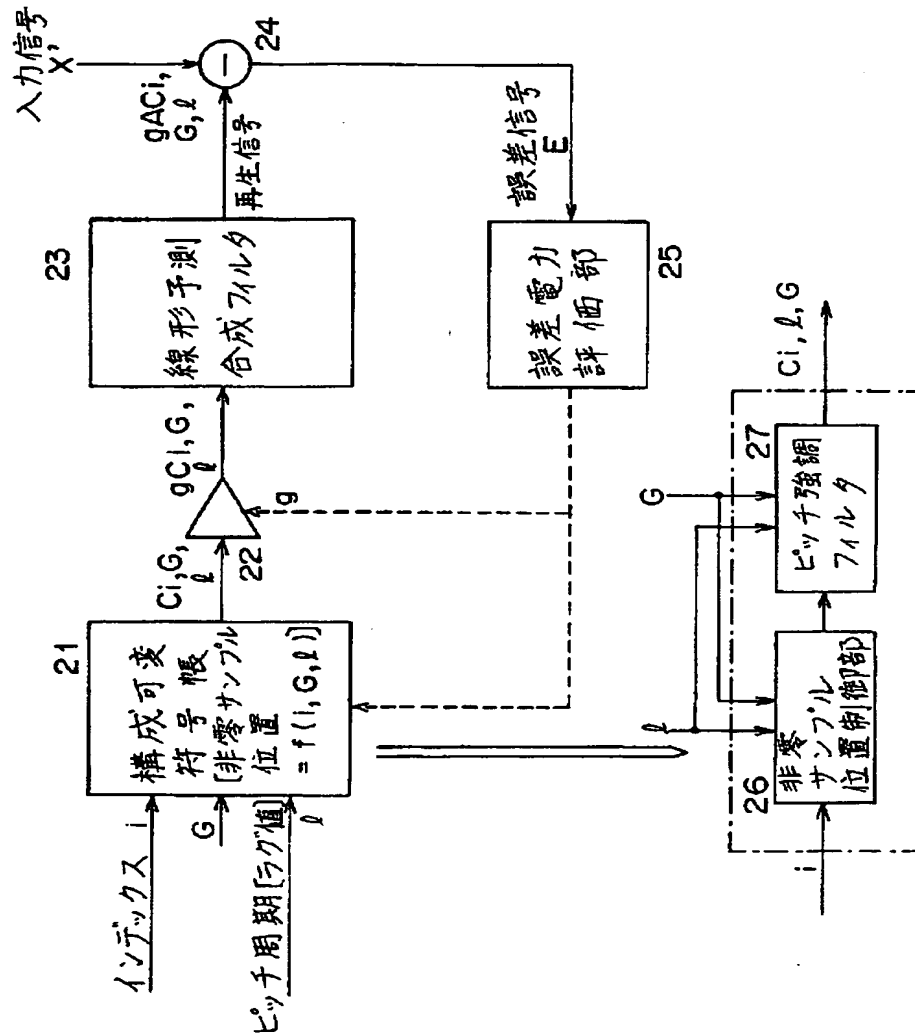 入力信号
X,
24
gACi,
G,ℓ
再生信号
23
線形予測
合成フィルタ
gCi,G,
ℓ
g
22
Ci,G,
ℓ
21
構成可変
符号帳
[非零サンプル
位置
=f(i,G,ℓ)]
インデックス i
G
ピッチ周期[ラグ値]
ℓ
誤差信号
E
25
誤差電力
評価部
Ci,ℓ,G
G
27
ピッチ強調
フィルタ
ℓ
26
非零
サンプル
位置制御部
i